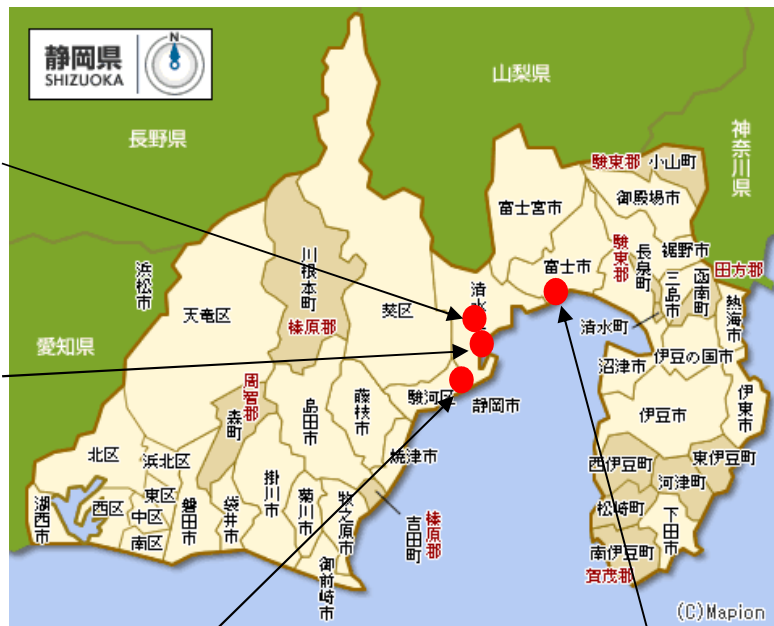 静岡県
SHIZUOKA
N
山梨県
長野県
神奈川県
愛知県
駿東郡
小山町
御殿場市
富士宮市
裾野市
駿東郡
長泉町
富士市
田方郡
函南町
三島市
熱海市
清水町
川根本町
榛原郡
葵区
清水
浜松市
天竜区
沼津市
伊豆の国市
伊東市
伊豆市
周智郡
森町
島田市
藤枝市
駿河区
静岡市
焼津市
西伊豆町
東伊豆町
河津町
松崎町
下田市
南伊豆町
賀茂郡
北区
浜北区
湖西市
西区
東区
中区
南区
磐田市
袋井市
掛川市
菊川市
牧之原市
御前崎市
吉田町
榛原郡
(C)Mapion